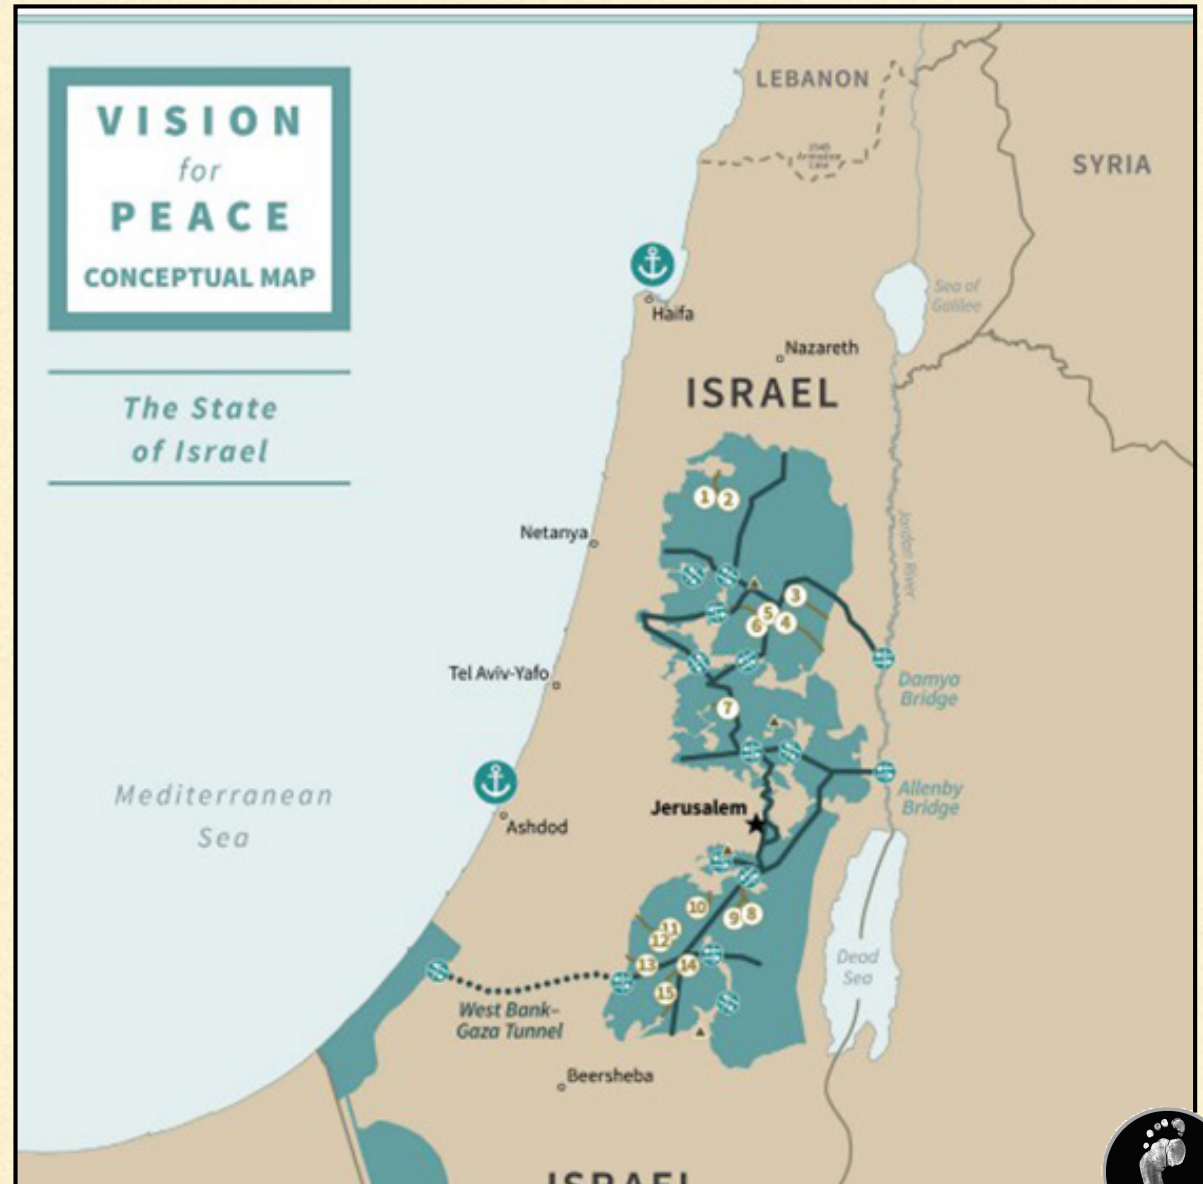 VISION
for
PEACE
CONCEPTUAL MAP
The State
of Israel
LEBANON
SYRIA
Haifa
Sea of
Galilee
Nazareth
ISRAEL
1 2
Netanya
Jordan River
3
5
6 4
Tel Aviv-Yafo
Damya
Bridge
7
Mediterranean
Sea
Allenby
Bridge
Jerusalem
Ashdod
10
9 8
11
12
13 14
Dead
Sea
15
West Bank–
Gaza Tunnel
Beersheba
ISRAEL